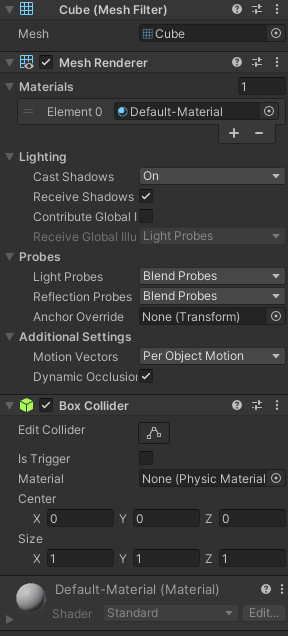 Cube (Mesh Filter)
Mesh Cube
Mesh Renderer
Materials 1
Element 0 Default-Material
Lighting
Cast Shadows On
Receive Shadows
Contribute Global I
Receive Global Illu Light Probes
Probes
Light Probes Blend Probes
Reflection Probes Blend Probes
Anchor Override None (Transform)
Additional Settings
Motion Vectors Per Object Motion
Dynamic Occlusion
Box Collider
Edit Collider
Is Trigger
Material None (Physic Material
Center
X 0 Y 0 Z 0
Size
X 1 Y 1 Z 1
Default-Material (Material)
Shader Standard Edit...